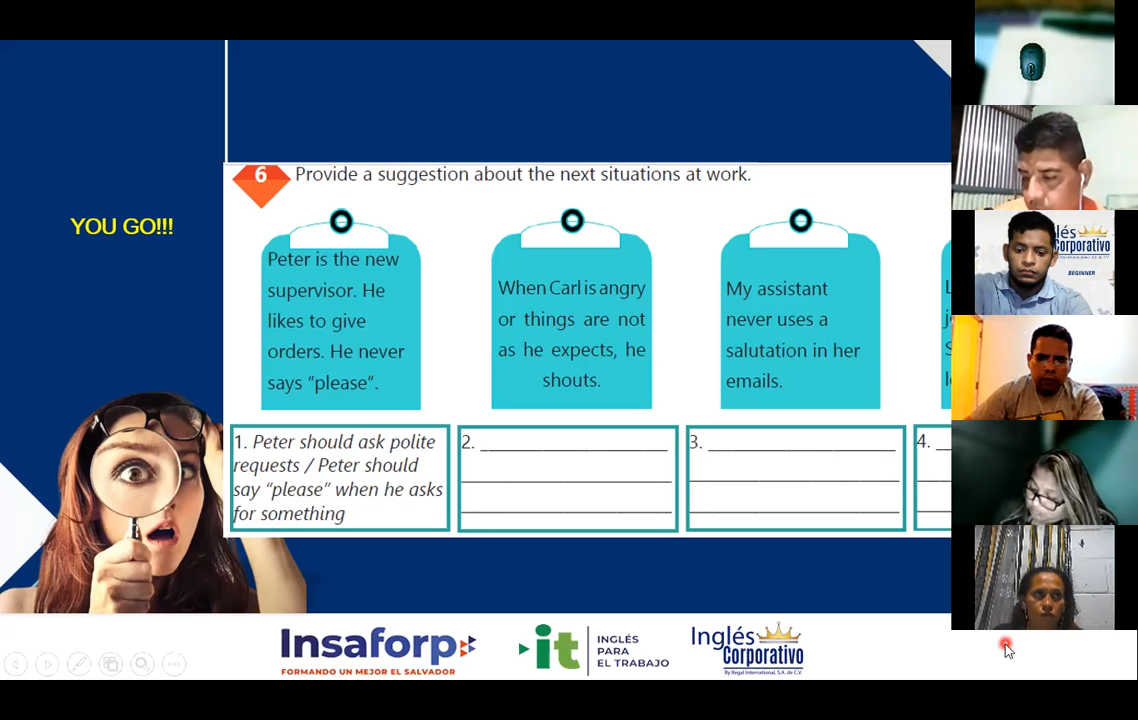 YOU GO!!!
6 Provide a suggestion about the next situations at work.
Peter is the new
supervisor. He
likes to give
orders. He never
says “please”.
When Carl is angry
or things are not
as he expects, he
shouts.
My assistant
never uses a
salutation in her
emails.
1. Peter should ask polite
requests / Peter should
say “please” when he asks
for something
2. ____________________
3. ____________________
4. __
Insaforp
FORMANDO UN MEJOR EL SALVADOR
it
INGLÉS
PARA
EL TRABAJO
Inglés
Corporativo
By Regal International, S.A. de C.V.
lés
Corporativo
BEGINNER